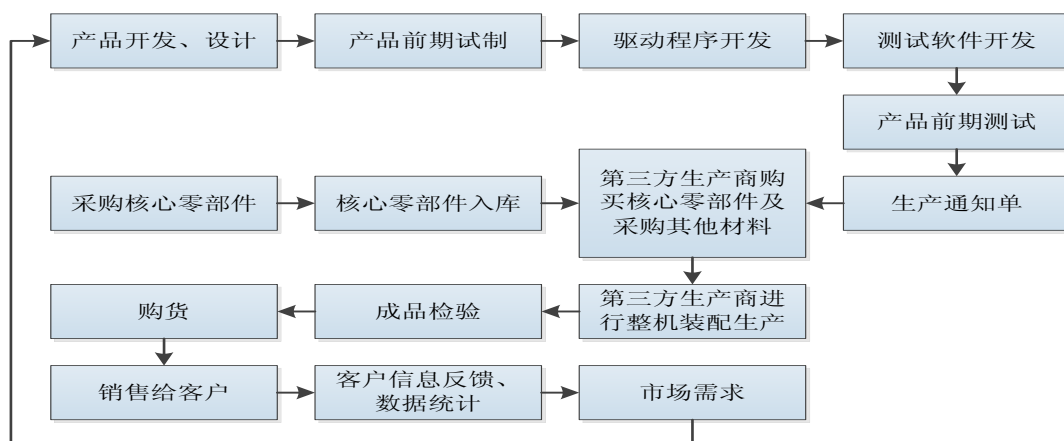 产品开发、设计
产品前期试制
驱动程序开发
测试软件开发
产品前期测试
采购核心零部件
核心零部件入库
第三方生产商购
买核心零部件及
采购其他材料
生产通知单
购货
成品检验
第三方生产商进
行整机装配生产
销售给客户
客户信息反馈、
数据统计
市场需求